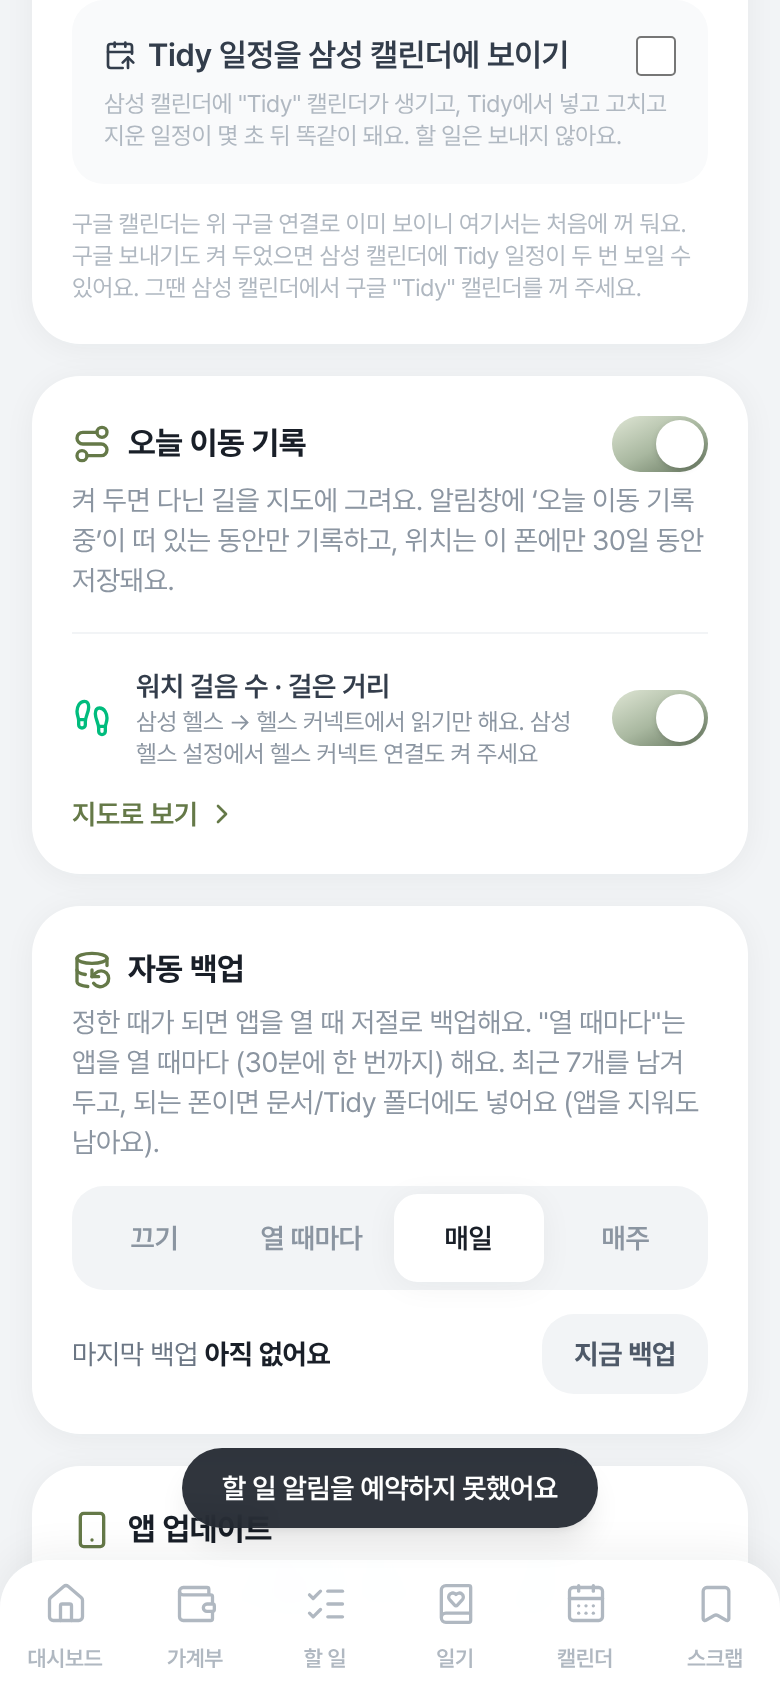 Tidy 일정을 삼성 캘린더에 보이기
삼성 캘린더에 "Tidy" 캘린더가 생기고, Tidy에서 넣고 고치고
지운 일정이 몇 초 뒤 똑같이 돼요. 할 일은 보내지 않아요.
구글 캘린더는 위 구글 연결로 이미 보이니 여기서는 처음에 꺼 둬요.
구글 보내기도 켜 두었으면 삼성 캘린더에 Tidy 일정이 두 번 보일 수
있어요. 그땐 삼성 캘린더에서 구글 "Tidy" 캘린더를 꺼 주세요.
오늘 이동 기록
켜 두면 다닌 길을 지도에 그려요. 알림창에 ‘오늘 이동 기록
중’이 떠 있는 동안만 기록하고, 위치는 이 폰에만 30일 동안
저장돼요.
워치 걸음 수 · 걸은 거리
삼성 헬스 → 헬스 커넥트에서 읽기만 해요. 삼성
헬스 설정에서 헬스 커넥트 연결도 켜 주세요
지도로 보기
자동 백업
정한 때가 되면 앱을 열 때 저절로 백업해요. "열 때마다"는
앱을 열 때마다 (30분에 한 번까지) 해요. 최근 7개를 남겨
두고, 되는 폰이면 문서/Tidy 폴더에도 넣어요 (앱을 지워도
남아요).
끄기 열 때마다 매일 매주
마지막 백업 아직 없어요 지금 백업
할 일 알림을 예약하지 못했어요
앱 업데이트
대시보드 가계부 할 일 일기 캘린더 스크랩